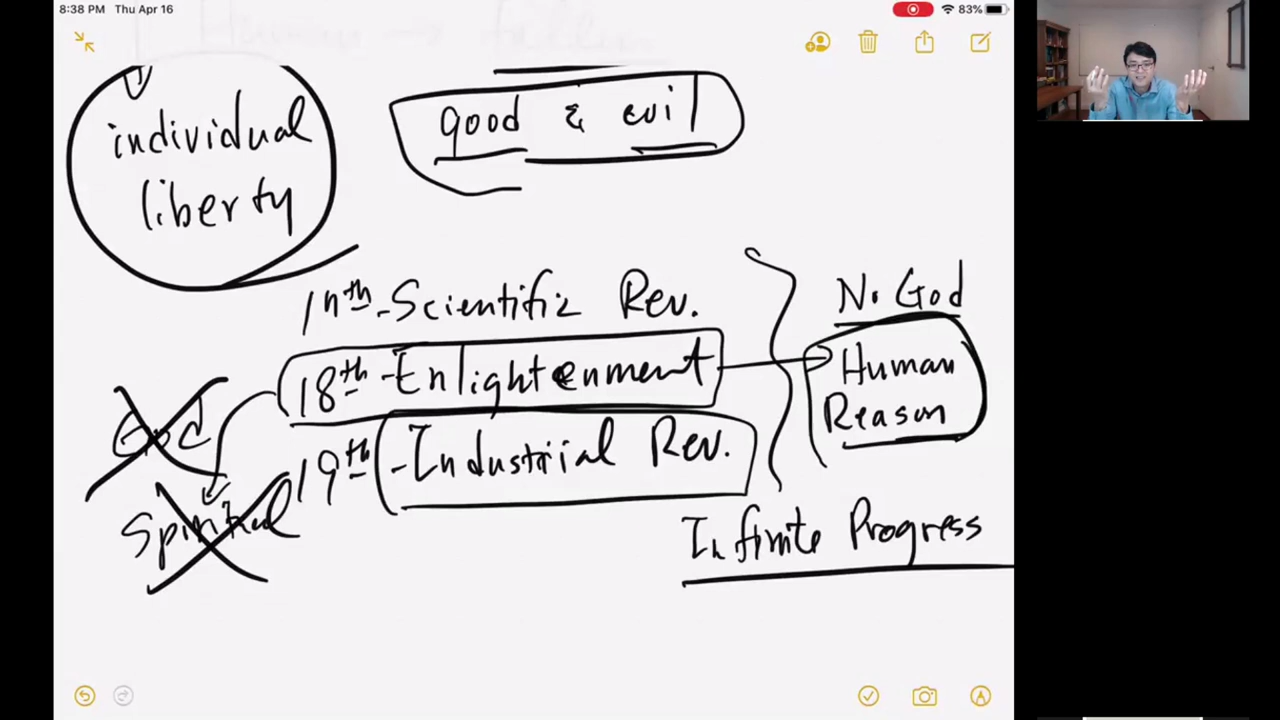 8:38 PM Thu Apr 16
83%
individual
liberty
good & evil
17th-Scientific Rev.
18th-Enlightenment
19th-Industrial Rev.
God
Spiritual
No God
Human
Reason
Infinite Progress